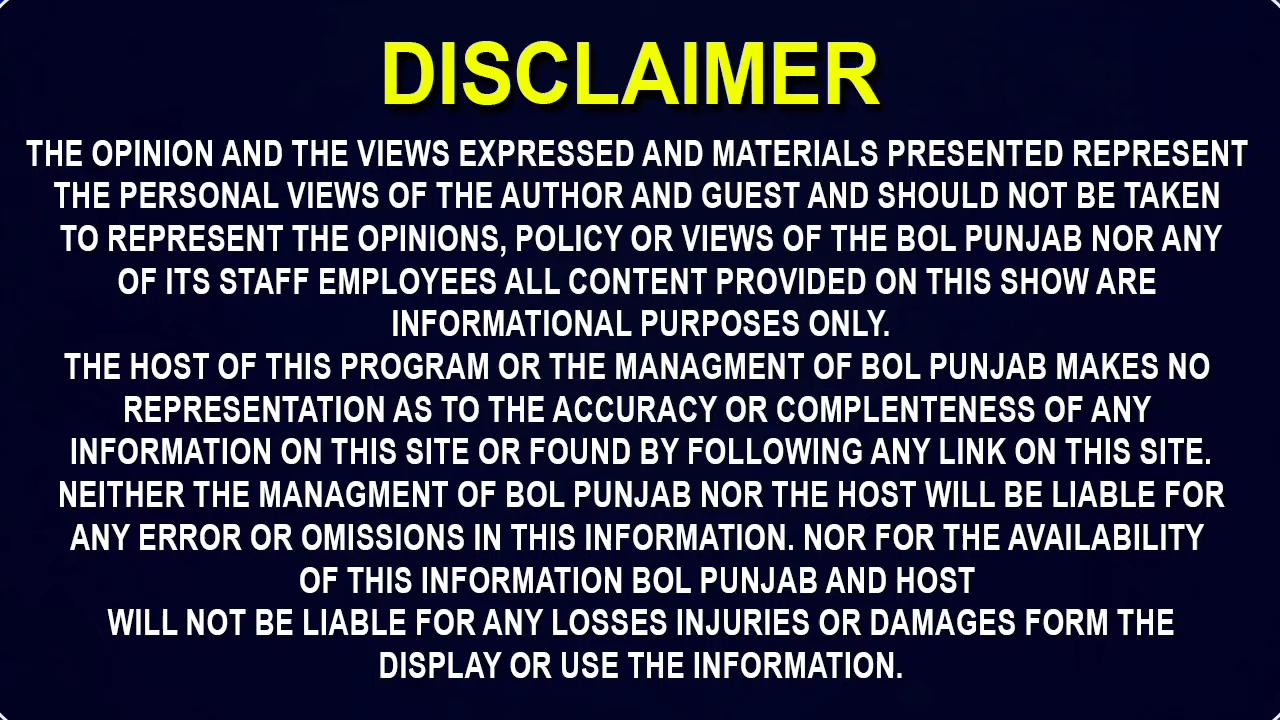 DISCLAIMER
THE OPINION AND THE VIEWS EXPRESSED AND MATERIALS PRESENTED REPRESENT
THE PERSONAL VIEWS OF THE AUTHOR AND GUEST AND SHOULD NOT BE TAKEN
TO REPRESENT THE OPINIONS, POLICY OR VIEWS OF THE BOL PUNJAB NOR ANY
OF ITS STAFF EMPLOYEES ALL CONTENT PROVIDED ON THIS SHOW ARE
INFORMATIONAL PURPOSES ONLY.
THE HOST OF THIS PROGRAM OR THE MANAGMENT OF BOL PUNJAB MAKES NO
REPRESENTATION AS TO THE ACCURACY OR COMPLENTENESS OF ANY
INFORMATION ON THIS SITE OR FOUND BY FOLLOWING ANY LINK ON THIS SITE.
NEITHER THE MANAGMENT OF BOL PUNJAB NOR THE HOST WILL BE LIABLE FOR
ANY ERROR OR OMISSIONS IN THIS INFORMATION. NOR FOR THE AVAILABILITY
OF THIS INFORMATION BOL PUNJAB AND HOST
WILL NOT BE LIABLE FOR ANY LOSSES INJURIES OR DAMAGES FORM THE
DISPLAY OR USE THE INFORMATION.